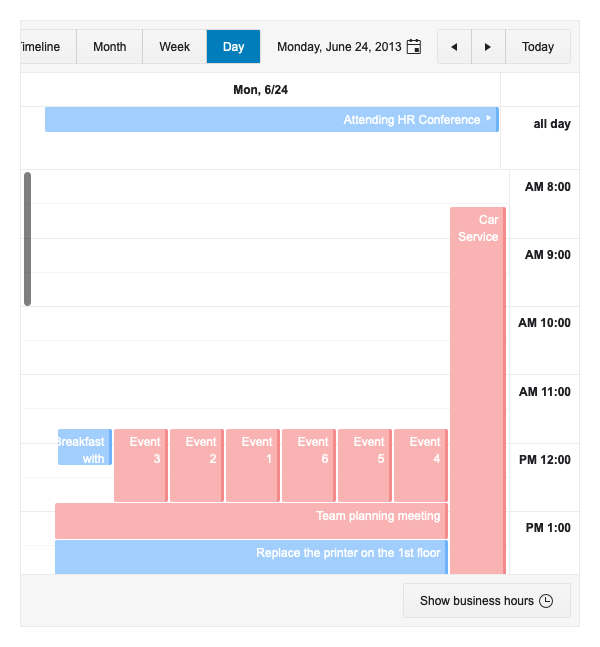 Timeline Month Week Day Monday, June 24, 2013 Today
Mon, 6/24
Attending HR Conference
all day
AM 8:00
Car
Service
AM 9:00
AM 10:00
AM 11:00
Breakfast
with
Event
3
Event
2
Event
1
Event
6
Event
5
Event
4
PM 12:00
Team planning meeting
PM 1:00
Replace the printer on the 1st floor
Show business hours